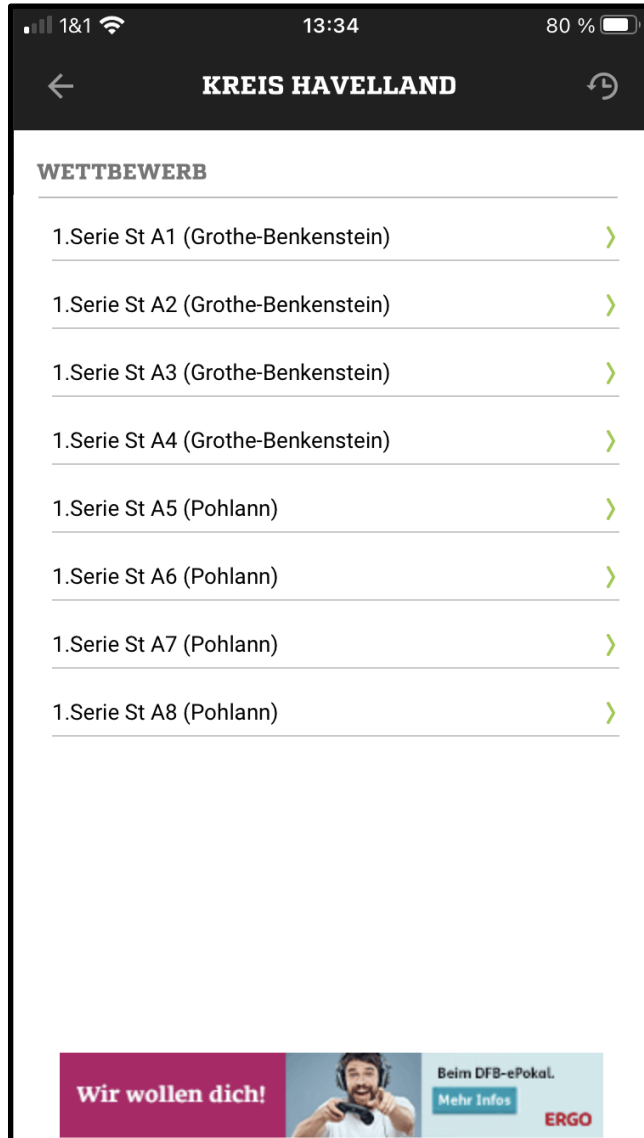 1&1 13:34 80 %
KREIS HAVELLAND
WETTBEWERB
1.Serie St A1 (Grothe-Benkenstein)
1.Serie St A2 (Grothe-Benkenstein)
1.Serie St A3 (Grothe-Benkenstein)
1.Serie St A4 (Grothe-Benkenstein)
1.Serie St A5 (Pohlann)
1.Serie St A6 (Pohlann)
1.Serie St A7 (Pohlann)
1.Serie St A8 (Pohlann)
Wir wollen dich!
Beim DFB-ePokal.
Mehr Infos
ERGO